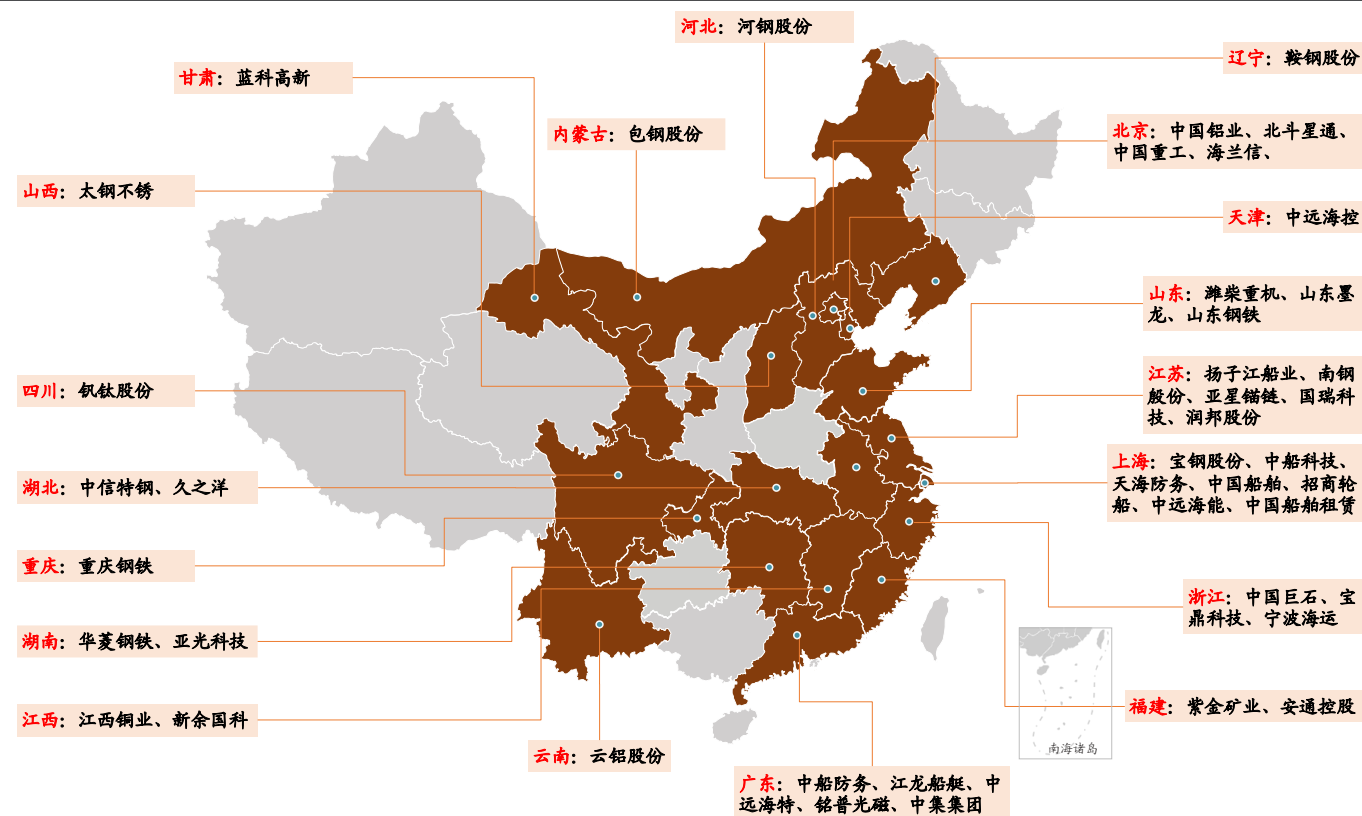 河北：河钢股份
辽宁：鞍钢股份
甘肃：蓝科高新
北京：中国铝业、北斗星通、
中国重工、海兰信、
内蒙古：包钢股份
山西：太钢不锈
天津：中远海控
山东：潍柴重机、山东墨
龙、山东钢铁
江苏：扬子江船业、南钢
股份、亚星锚链、国瑞科
技、润邦股份
四川：钒钛股份
上海：宝钢股份、中船科技、
天海防务、中国船舶、招商轮
船、中远海能、中国船舶租赁
湖北：中信特钢、久之洋
重庆：重庆钢铁
浙江：中国巨石、宝
鼎科技、宁波海运
湖南：华菱钢铁、亚光科技
福建：紫金矿业、安通控股
江西：江西铜业、新余国科
南海诸岛
云南：云铝股份
广东：中船防务、江龙船艇、中
远海特、铭普光磁、中集集团